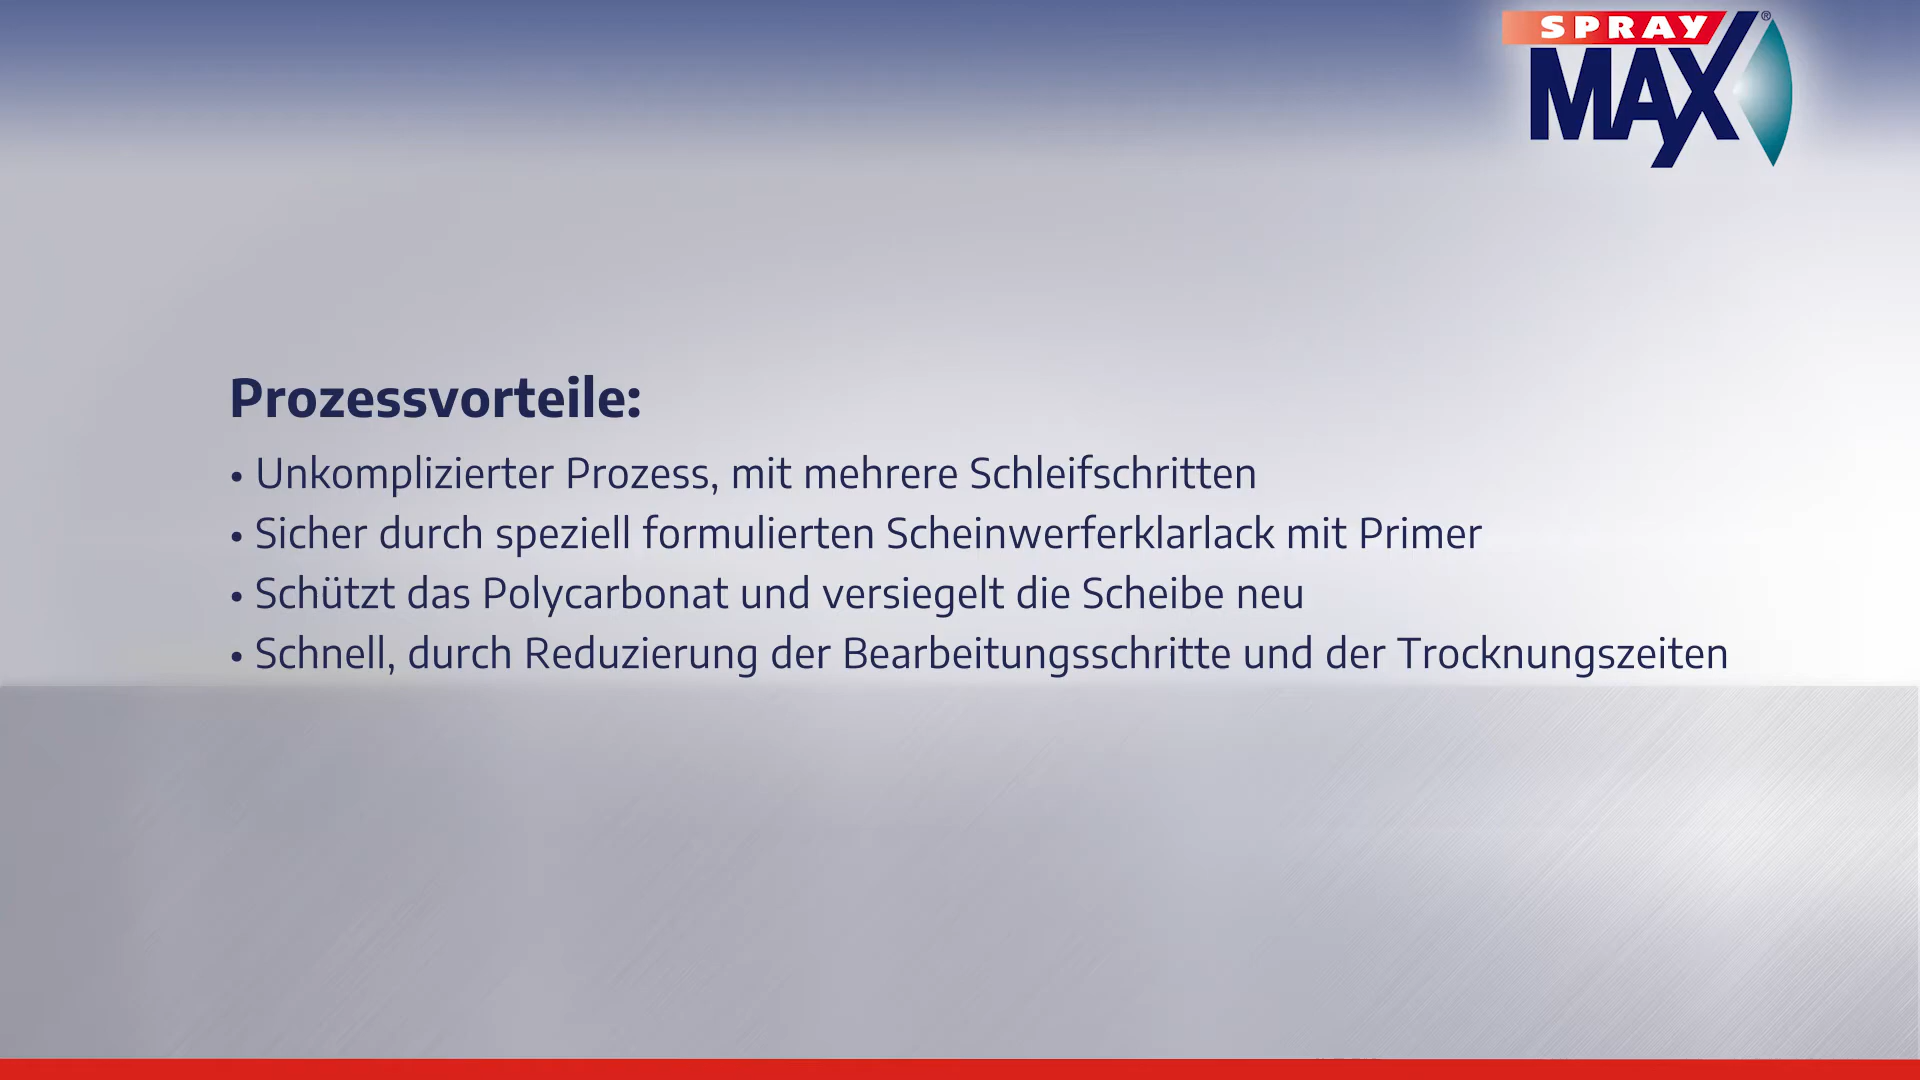 SPRAY
MAX®
Prozessvorteile:
• Unkomplizierter Prozess, mit mehrere Schleifschritten
• Sicher durch speziell formulierten Scheinwerferklarlack mit Primer
• Schützt das Polycarbonat und versiegelt die Scheibe neu
• Schnell, durch Reduzierung der Bearbeitungsschritte und der Trocknungszeiten